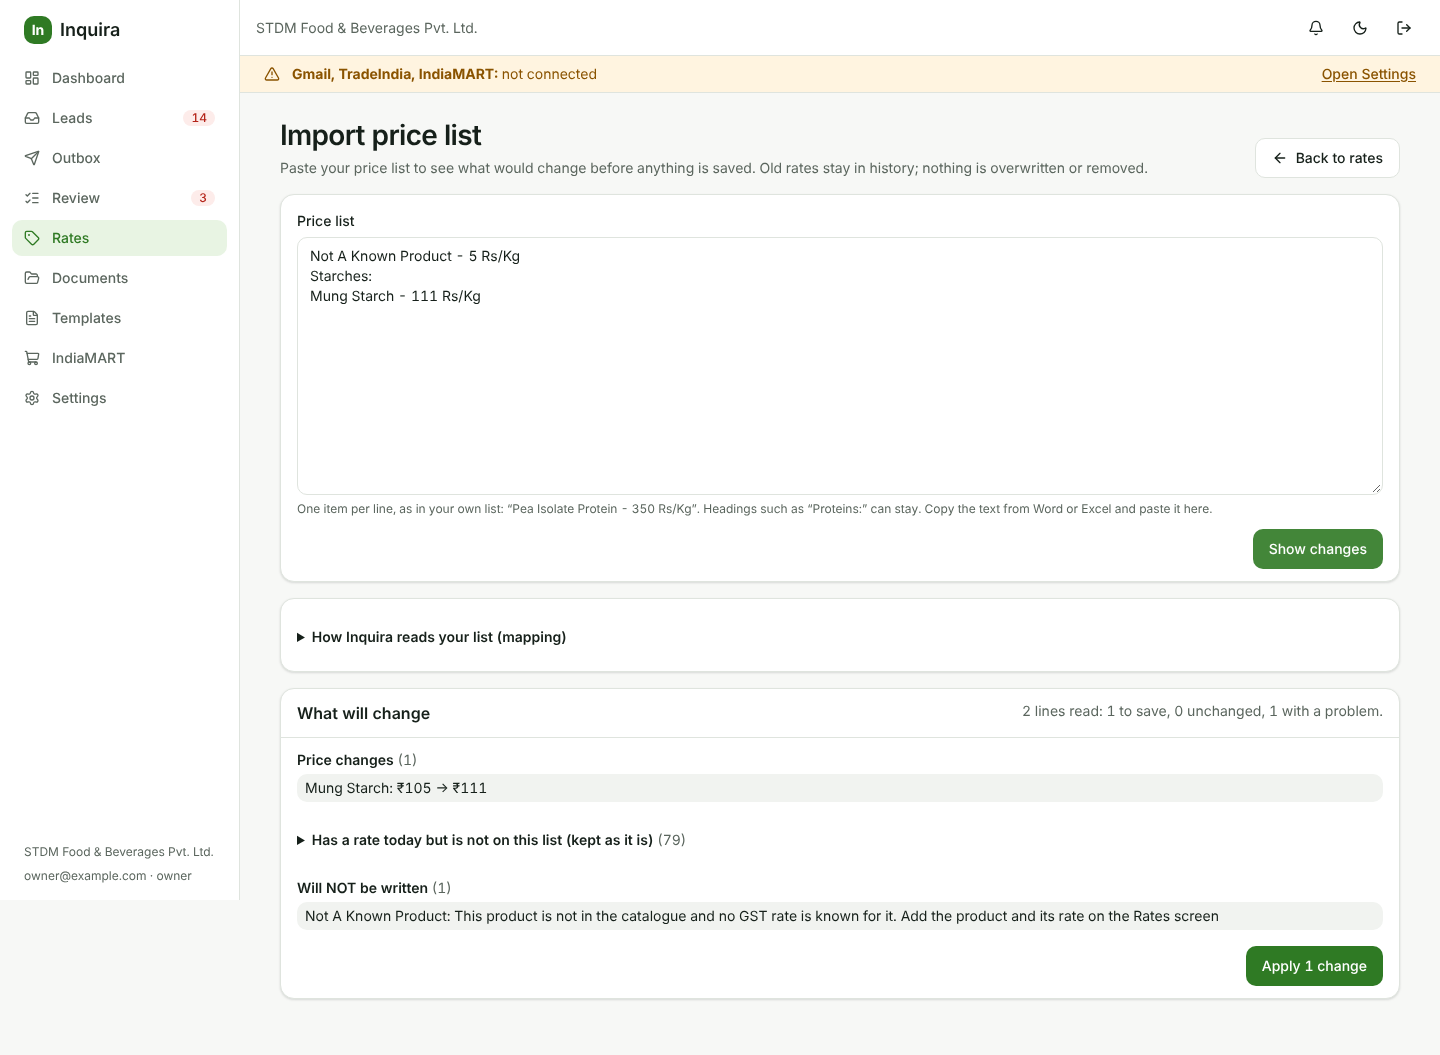 In Inquira
Dashboard
Leads 14
Outbox
Review 3
Rates
Documents
Templates
IndiaMART
Settings
STDM Food & Beverages Pvt. Ltd.
owner@example.com · owner
STDM Food & Beverages Pvt. Ltd.
Gmail, TradeIndia, IndiaMART: not connected Open Settings
Import price list
Paste your price list to see what would change before anything is saved. Old rates stay in history; nothing is overwritten or removed.
Back to rates
Price list
Not A Known Product - 5 Rs/Kg
Starches:
Mung Starch - 111 Rs/Kg
One item per line, as in your own list: “Pea Isolate Protein - 350 Rs/Kg”. Headings such as “Proteins:” can stay. Copy the text from Word or Excel and paste it here.
Show changes
How Inquira reads your list (mapping)
What will change 2 lines read: 1 to save, 0 unchanged, 1 with a problem.
Price changes (1)
Mung Starch: ₹105 → ₹111
Has a rate today but is not on this list (kept as it is) (79)
Will NOT be written (1)
Not A Known Product: This product is not in the catalogue and no GST rate is known for it. Add the product and its rate on the Rates screen
Apply 1 change